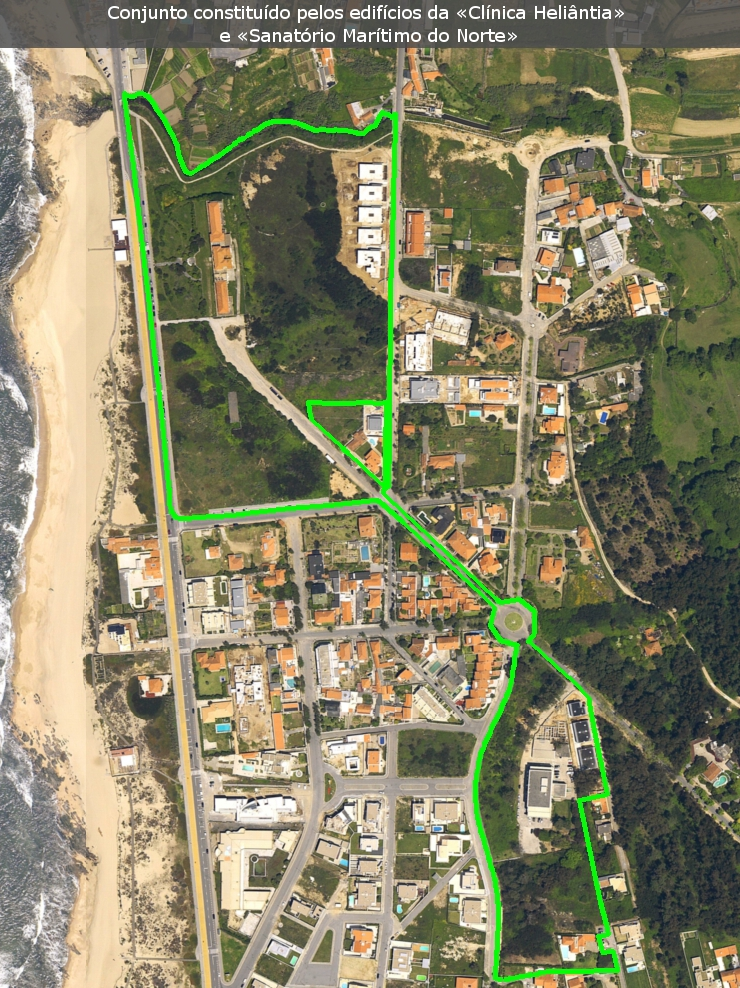 Conjunto constituído pelos edifícios da «Clínica Heliântia»
e «Sanatório Marítimo do Norte»